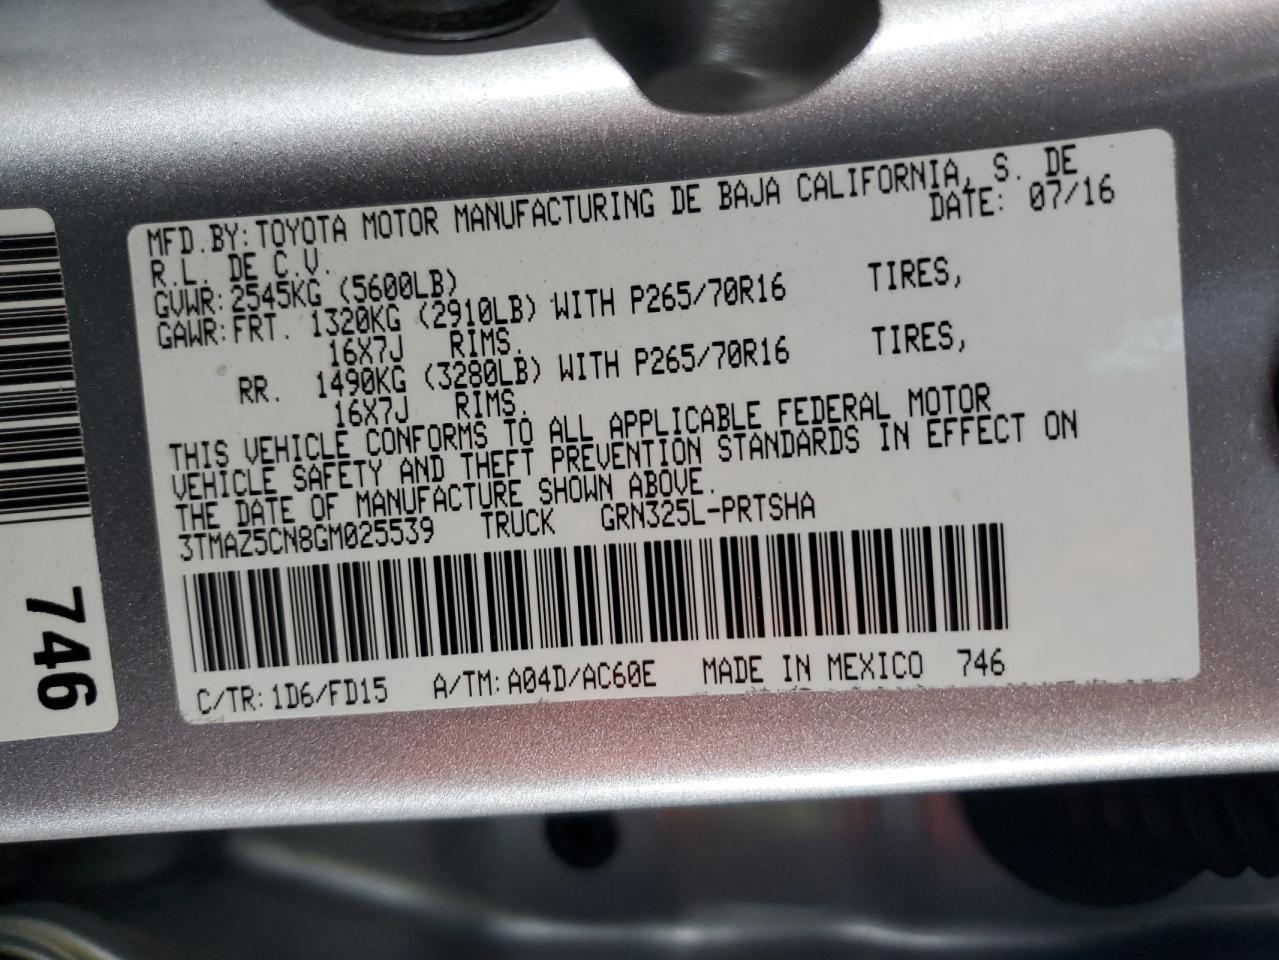 MFD.BY:TOYOTA MOTOR MANUFACTURING DE BAJA CALIFORNIA, S. DE
R.L. DE C.V. DATE: 07/16
GVWR:2545KG (5600LB)
GAWR:FRT. 1320KG (2910LB) WITH P265/70R16 TIRES,
16X7J RIMS.
RR. 1490KG (3280LB) WITH P265/70R16 TIRES,
16X7J RIMS.
THIS VEHICLE CONFORMS TO ALL APPLICABLE FEDERAL MOTOR
VEHICLE SAFETY AND THEFT PREVENTION STANDARDS IN EFFECT ON
THE DATE OF MANUFACTURE SHOWN ABOVE.
3TMAZ5CN8GM025539 TRUCK GRN325L-PRTSHA
C/TR:1D6/FD15 A/TM:A04D/AC60E MADE IN MEXICO 746
746